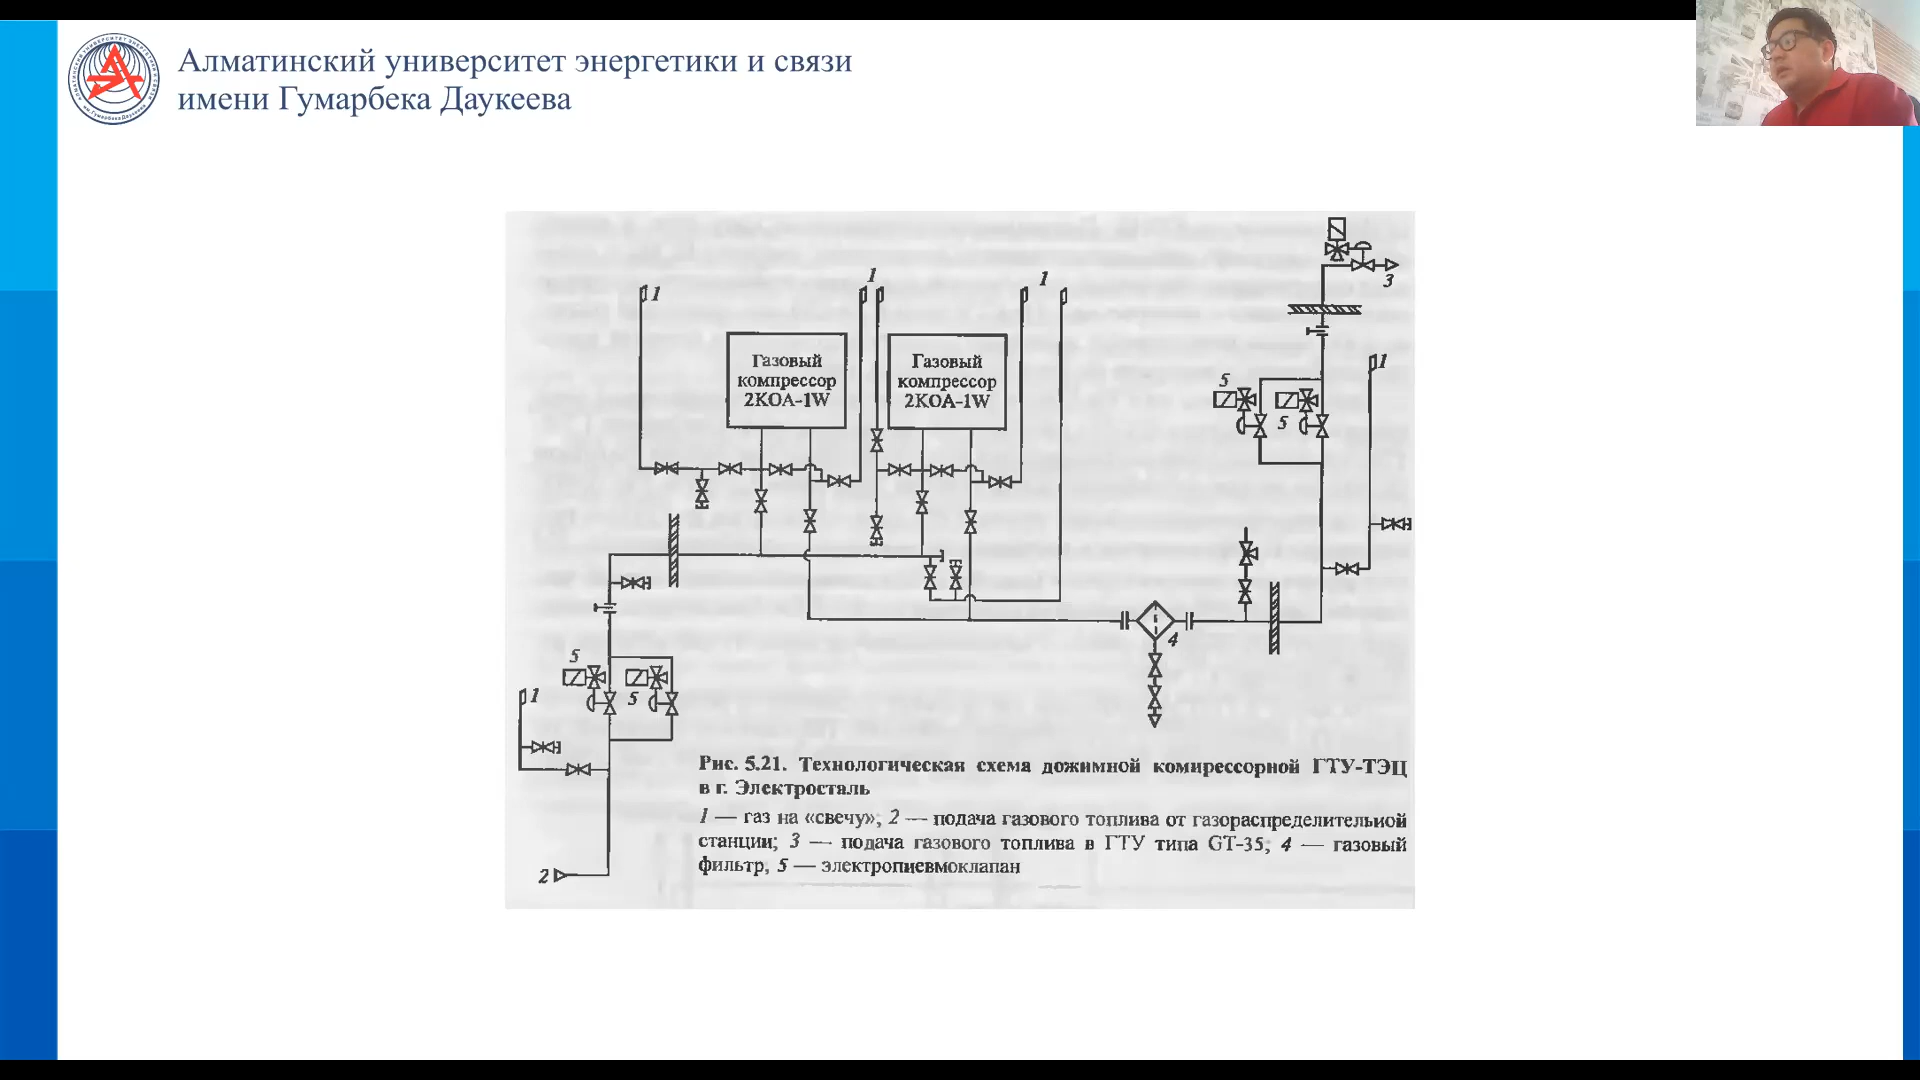 Алматинский университет энергетики и связи
имени Гумарбека Даукеева
1
1
1
3
Газовый
компрессор
2КОА-1W
Газовый
компрессор
2КОА-1W
1
5
5
4
5
5
1
2
Рис. 5.21. Технологическая схема дожимной компрессорной ГТУ-ТЭЦ
в г. Электросталь
1 — газ на «свечу»; 2 — подача газового топлива от газораспределительной
станции; 3 — подача газового топлива в ГТУ типа GT-35; 4 — газовый
фильтр; 5 — электропневмоклапан